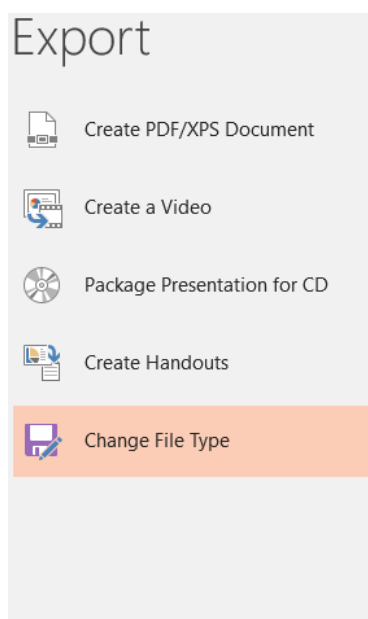 Export
Create PDF/XPS Document
Create a Video
Package Presentation for CD
Create Handouts
Change File Type